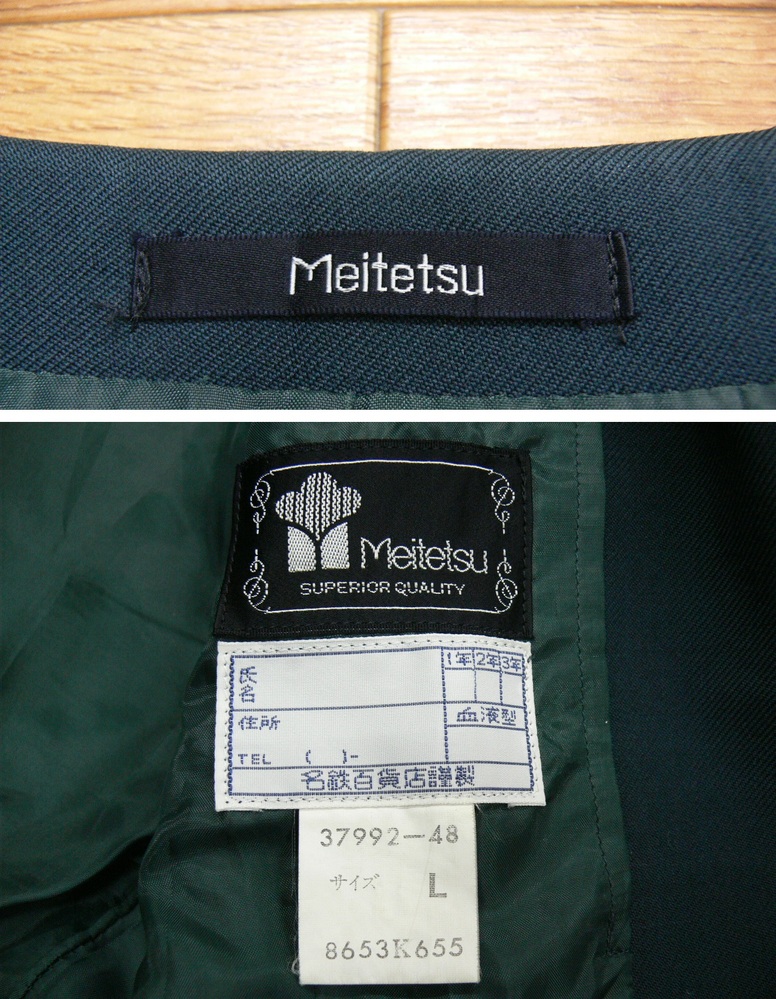 Meitetsu
Meitetsu
SUPERIOR QUALITY
氏名
1年 2年 3年
住所
血液型
TEL ( )-
名鉄百貨店謹製
37992-48
サイズ L
8653K655